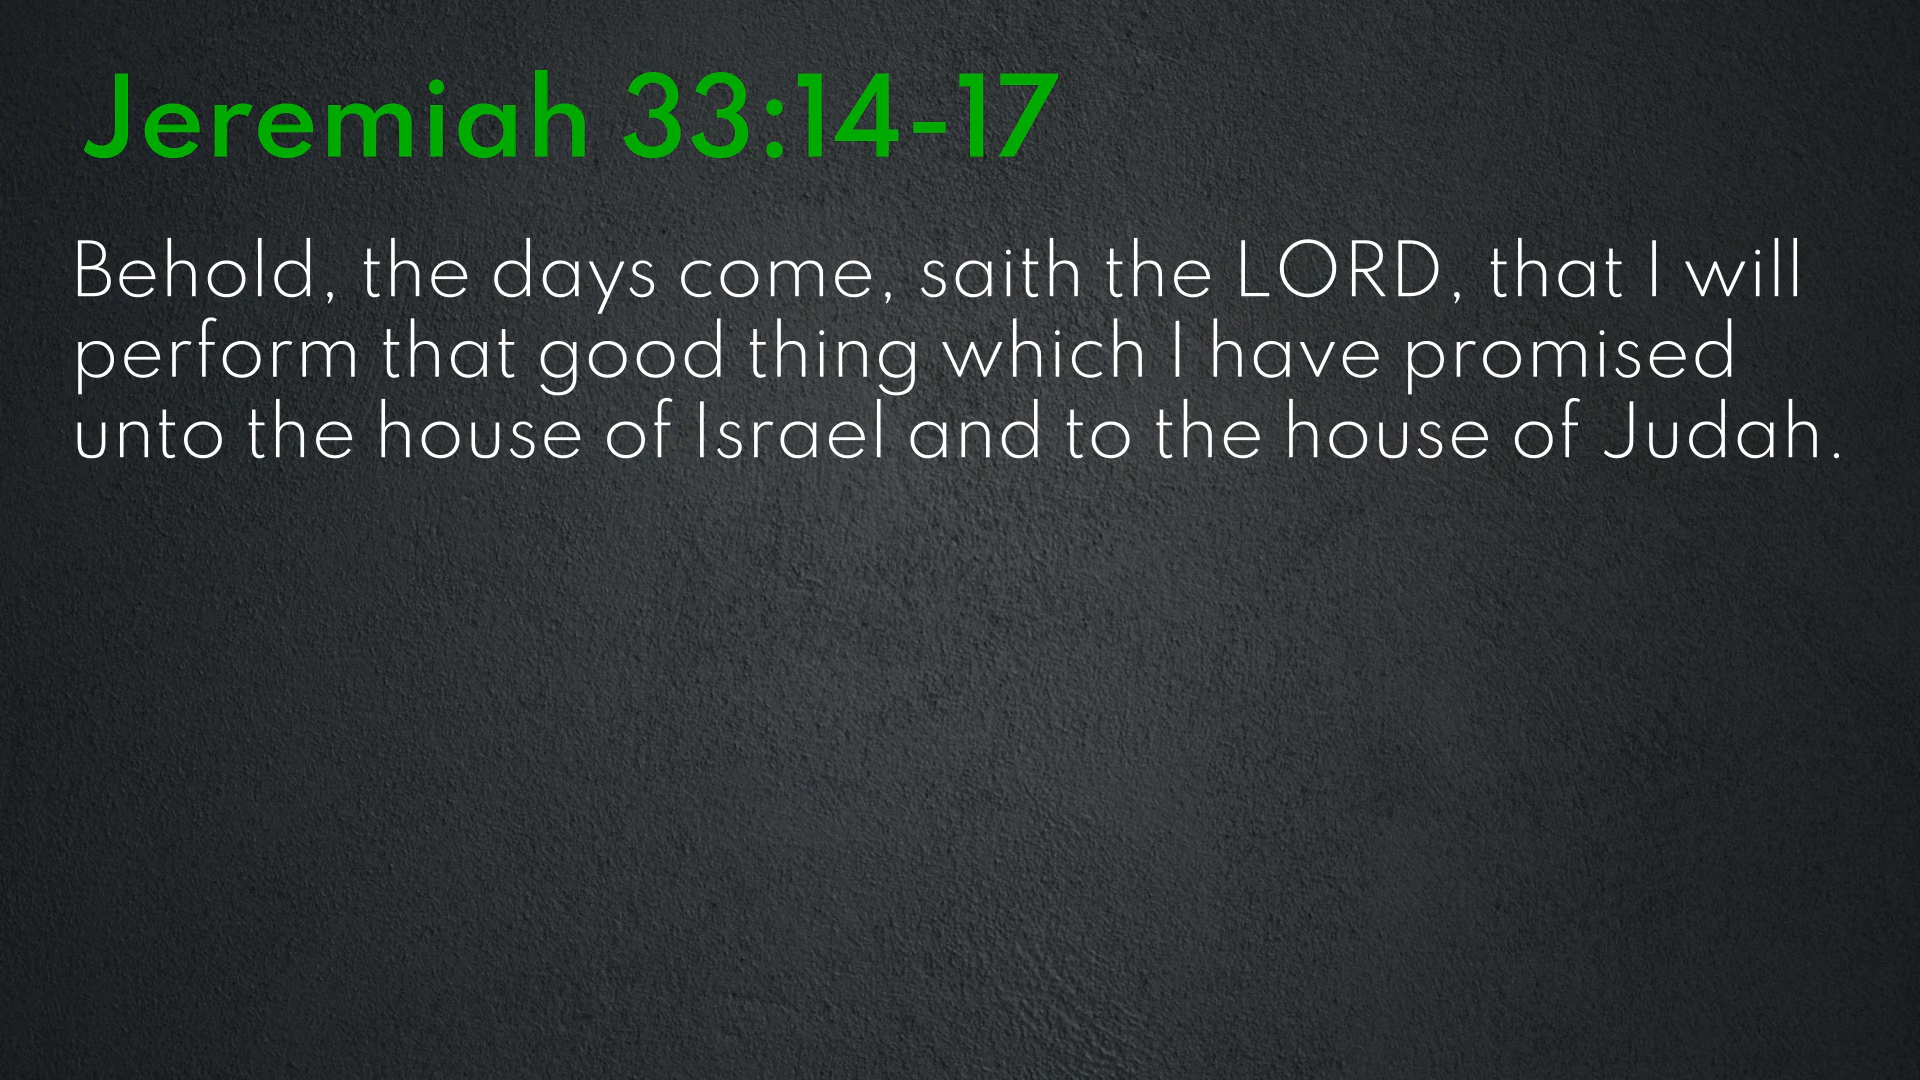 Jeremiah 33:14-17
Behold, the days come, saith the LORD, that I will
perform that good thing which I have promised
unto the house of Israel and to the house of Judah.